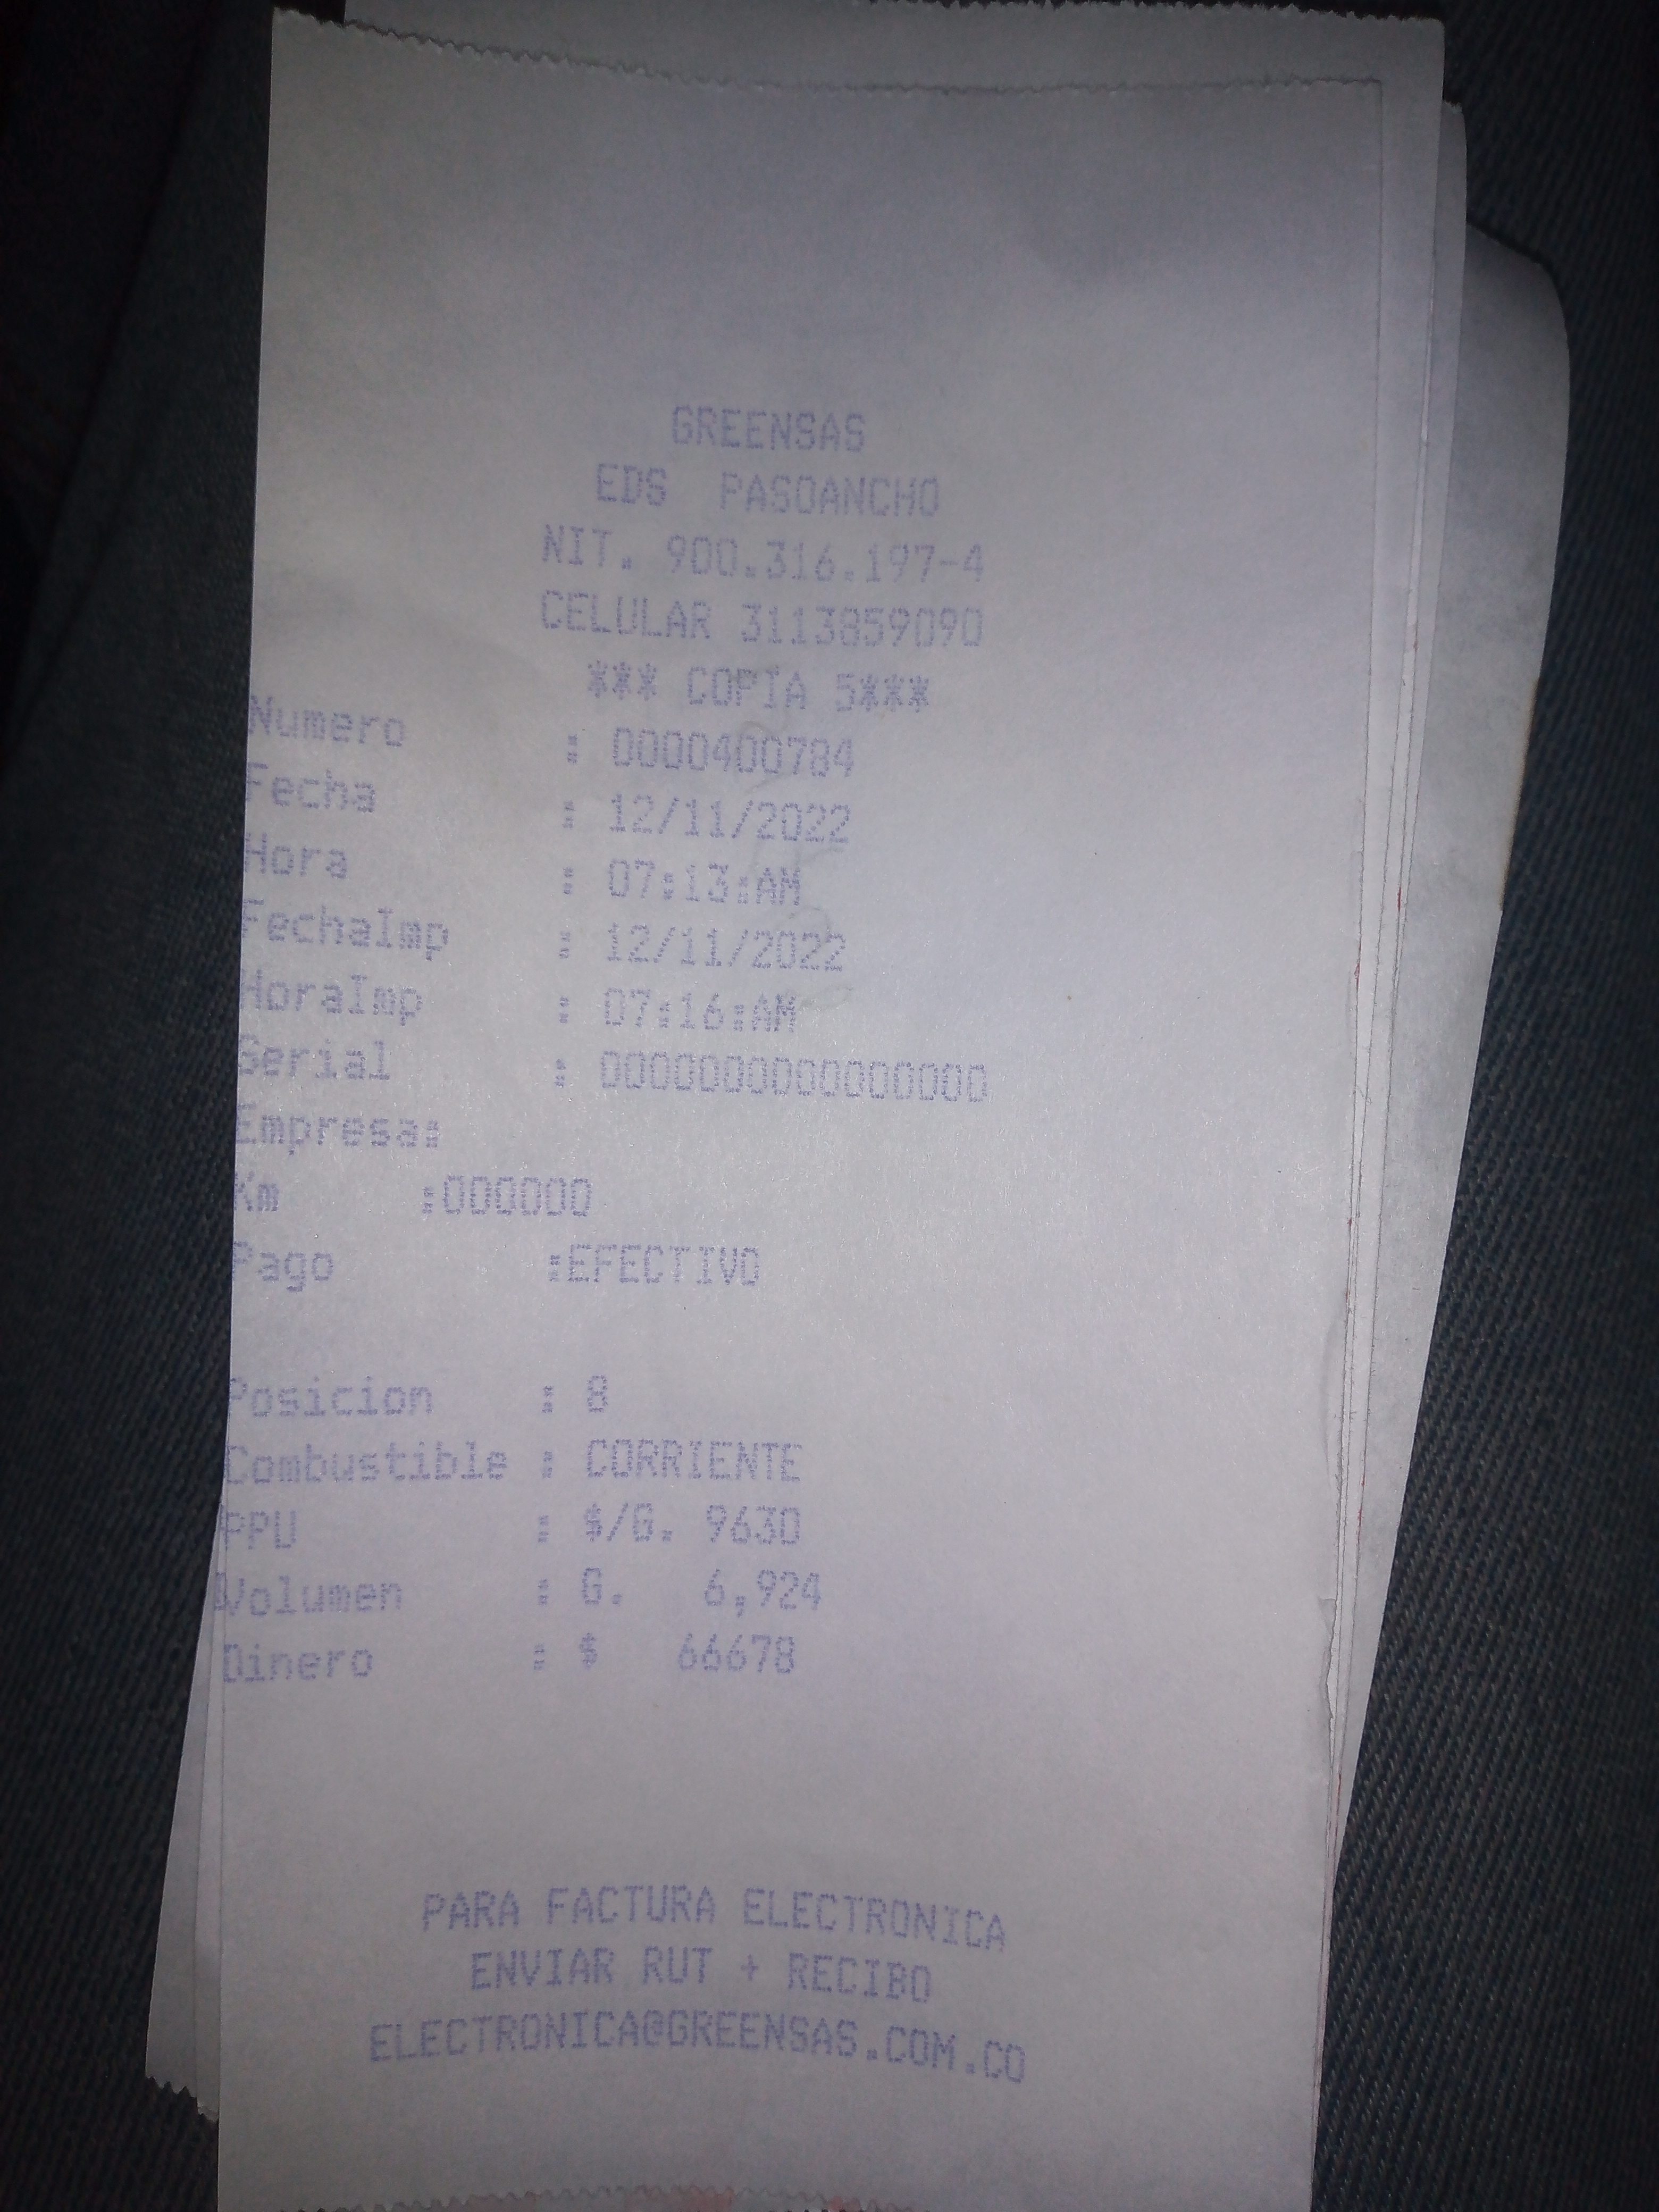 GREENSAS
EDS PASOANCHO
NIT. 900.316.197-4
CELULAR 3113859090
*** COPIA 5***
Numero : 0000400784
Fecha : 12/11/2022
Hora : 07:13:AM
FechaImp : 12/11/2022
HoraImp : 07:16:AM
Serial : 0000000000000000
Empresa:
Km :000000
Pago :EFECTIVO
Posicion : 8
Combustible : CORRIENTE
PPU : $/G. 9630
Volumen : G. 6,924
Dinero : $ 66678
PARA FACTURA ELECTRONICA
ENVIAR RUT + RECIBO
ELECTRONICA@GREENSAS.COM.CO